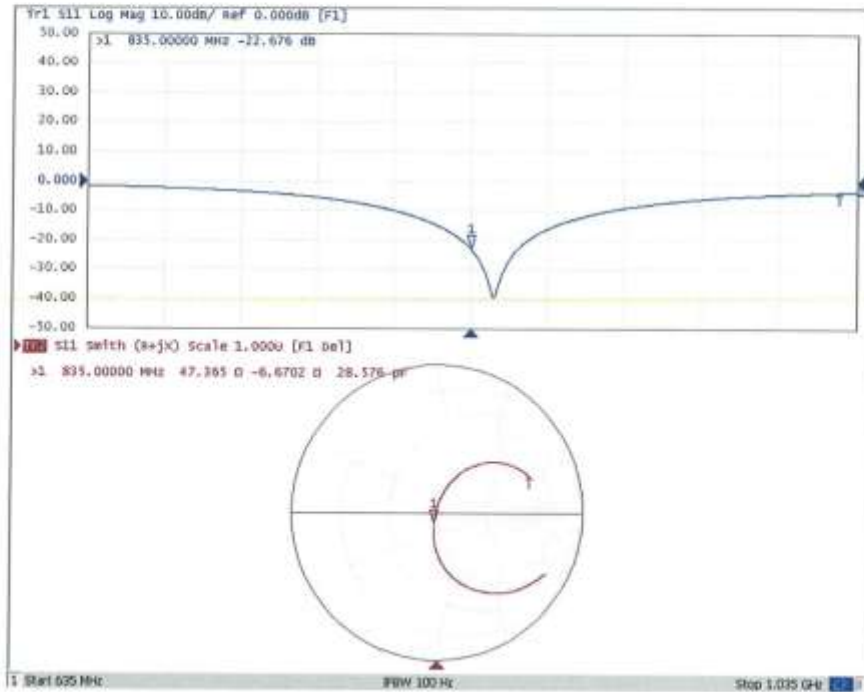 Tr1 S11 Log Mag 10.00dB/ Ref 0.000dB [F1]
50.00
>1 835.00000 MHz -22.676 dB
40.00
30.00
20.00
10.00
0.000
-10.00
1
-20.00
-30.00
-40.00
-50.00
S11 Smith (R+jX) Scale 1.000U [F1 Del]
>1 835.00000 MHz 47.365 Ω -6.6702 Ω 28.576 pF
1
1 Start 635 MHz IFBW 100 Hz Stop 1.035 GHz